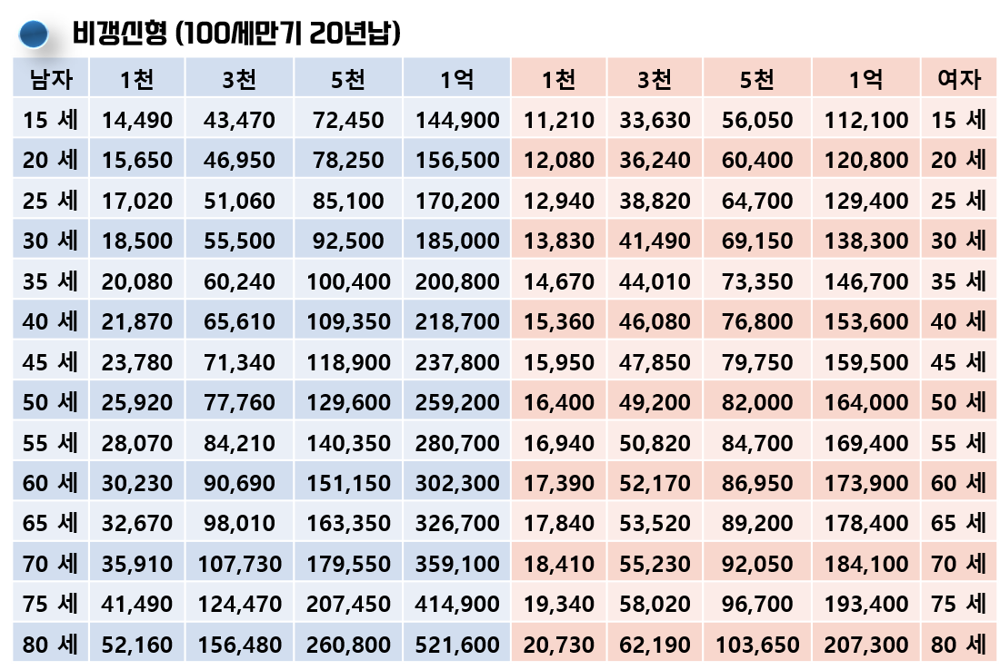 비갱신형 (100세만기 20년납)
남자 1천 3천 5천 1억 1천 3천 5천 1억 여자
15 세 14,490 43,470 72,450 144,900 11,210 33,630 56,050 112,100 15 세
20 세 15,650 46,950 78,250 156,500 12,080 36,240 60,400 120,800 20 세
25 세 17,020 51,060 85,100 170,200 12,940 38,820 64,700 129,400 25 세
30 세 18,500 55,500 92,500 185,000 13,830 41,490 69,150 138,300 30 세
35 세 20,080 60,240 100,400 200,800 14,670 44,010 73,350 146,700 35 세
40 세 21,870 65,610 109,350 218,700 15,360 46,080 76,800 153,600 40 세
45 세 23,780 71,340 118,900 237,800 15,950 47,850 79,750 159,500 45 세
50 세 25,920 77,760 129,600 259,200 16,400 49,200 82,000 164,000 50 세
55 세 28,070 84,210 140,350 280,700 16,940 50,820 84,700 169,400 55 세
60 세 30,230 90,690 151,150 302,300 17,390 52,170 86,950 173,900 60 세
65 세 32,670 98,010 163,350 326,700 17,840 53,520 89,200 178,400 65 세
70 세 35,910 107,730 179,550 359,100 18,410 55,230 92,050 184,100 70 세
75 세 41,490 124,470 207,450 414,900 19,340 58,020 96,700 193,400 75 세
80 세 52,160 156,480 260,800 521,600 20,730 62,190 103,650 207,300 80 세